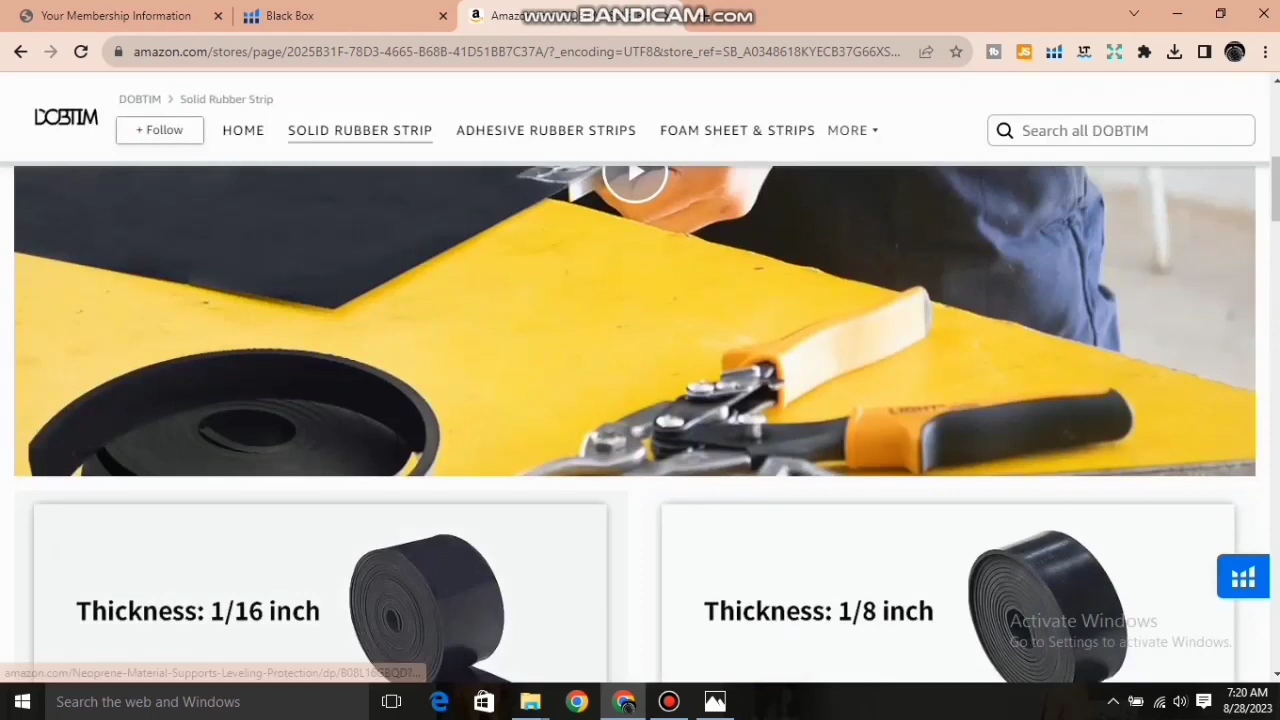 Your Membership Information
Black Box
Amaz
www.BANDICAM.com
amazon.com/stores/page/2025B31F-78D3-4665-B68B-41D51BB7C37A/?_encoding=UTF8&store_ref=SB_A0348618KYECB37G66XS...
DOBTIM > Solid Rubber Strip
DOBTIM
+ Follow
HOME
SOLID RUBBER STRIP
ADHESIVE RUBBER STRIPS
FOAM SHEET & STRIPS
MORE
Search all DOBTIM
Thickness: 1/16 inch
Thickness: 1/8 inch
Activate Windows
Go to Settings to activate Windows.
Search the web and Windows
7:20 AM
8/28/2023